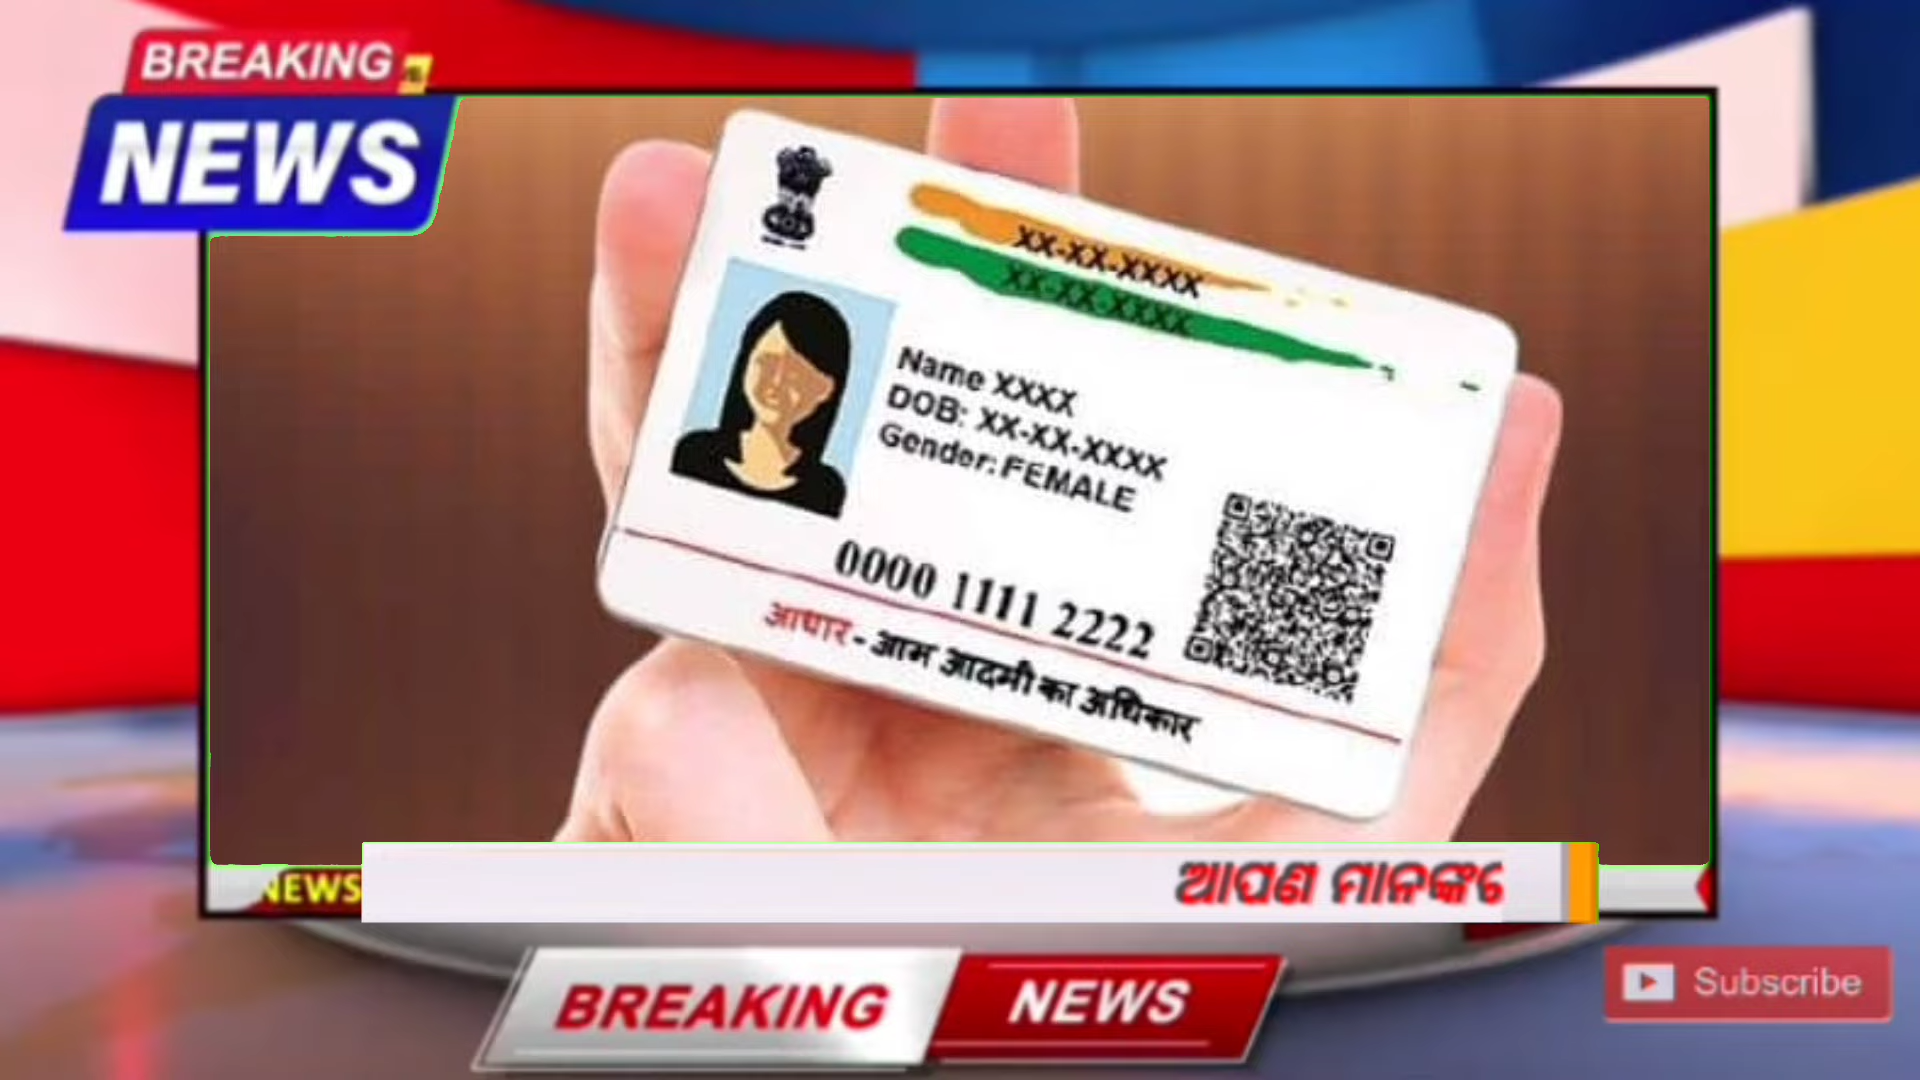 BREAKING
NEWS
XX-XX-XXXX
XX-XX-XXXX
Name XXXX
DOB: XX-XX-XXXX
Gender: FEMALE
0000 1111 2222
आधार - आम आदमी का अधिकार
NEWS
ଆପଣ ମାନଙ୍କ
BREAKING NEWS
Subscribe